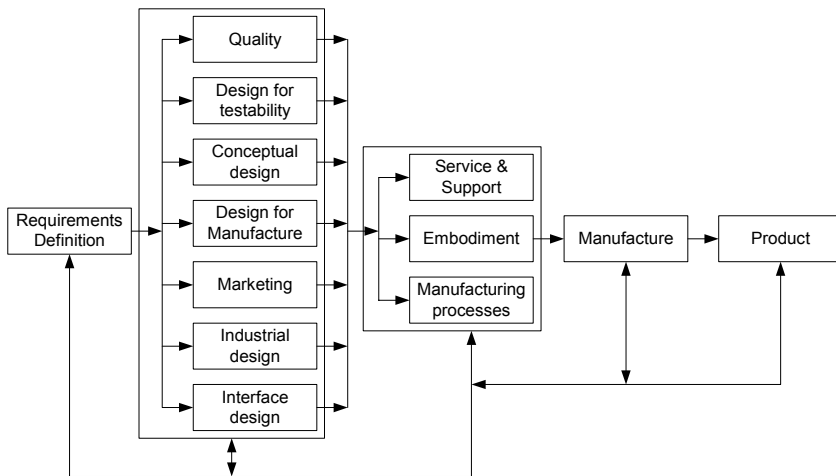 Requirements
Definition
Quality
Design for
testability
Conceptual
design
Design for
Manufacture
Marketing
Industrial
design
Interface
design
Service &
Support
Embodiment
Manufacturing
processes
Manufacture
Product